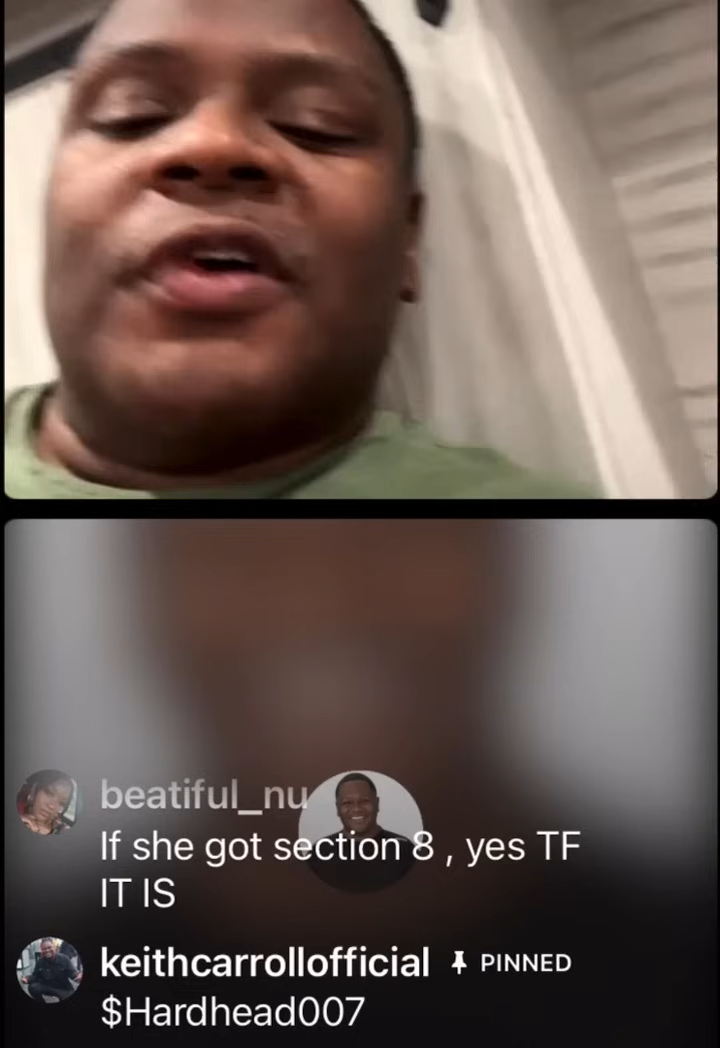 beatiful_nu
If she got section 8 , yes TF
IT IS
keithcarrollofficial PINNED
$Hardhead007